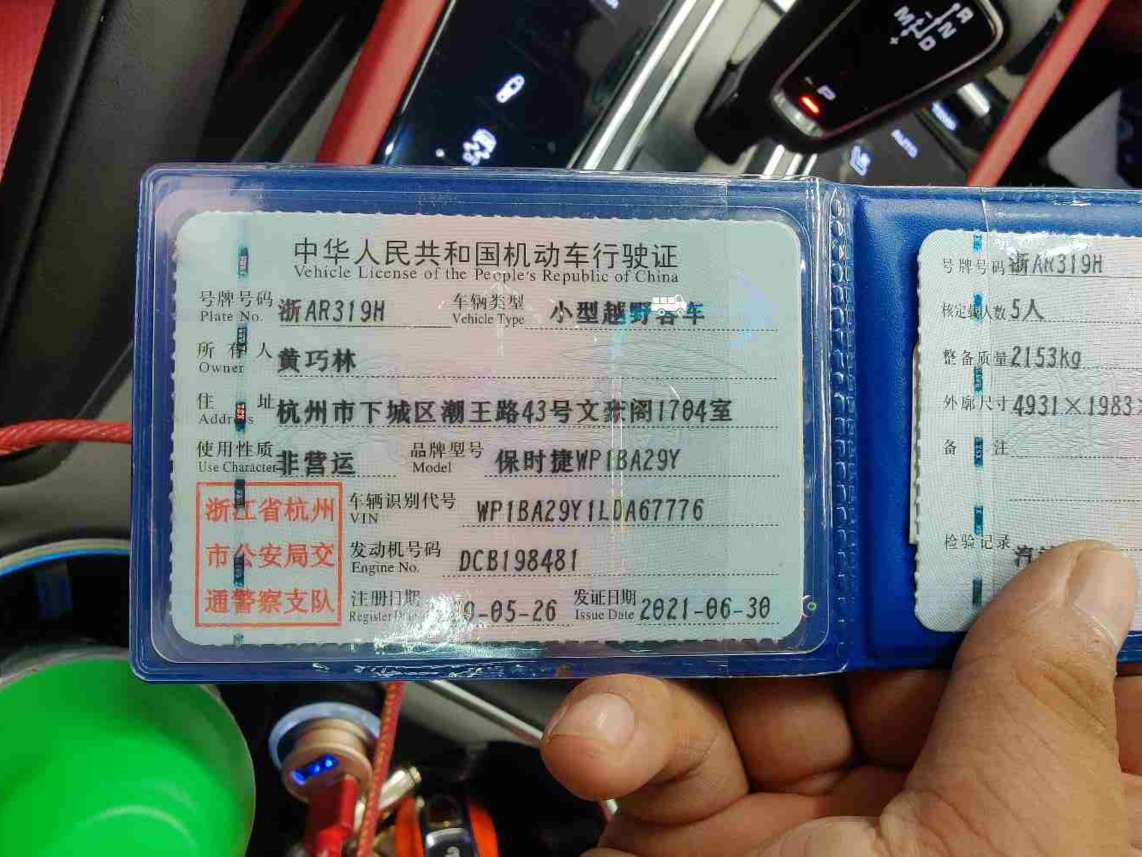 中华人民共和国机动车行驶证
Vehicle License of the People's Republic of China
号牌号码 浙AR319H 车辆类型 小型越野客车
Plate No. Vehicle Type
所有人 黄巧林
Owner
住址 杭州市下城区潮王路43号文豪阁1704室
Address
使用性质 非营运 品牌型号 保时捷WP1BA29Y
Use Character Model
浙江省杭州
市公安局交
通警察支队
车辆识别代号 WP1BA29Y1LDA67776
VIN
发动机号码 DCB198481
Engine No.
注册日期 0-05-26 发证日期 2021-06-30
Register Issue Date
号牌号码 浙AR319H
核定载人数 5人
整备质量 2153kg
外廓尺寸 4931×1983
备注
检验记录
M
R
N
D
+
-
P
AUTO